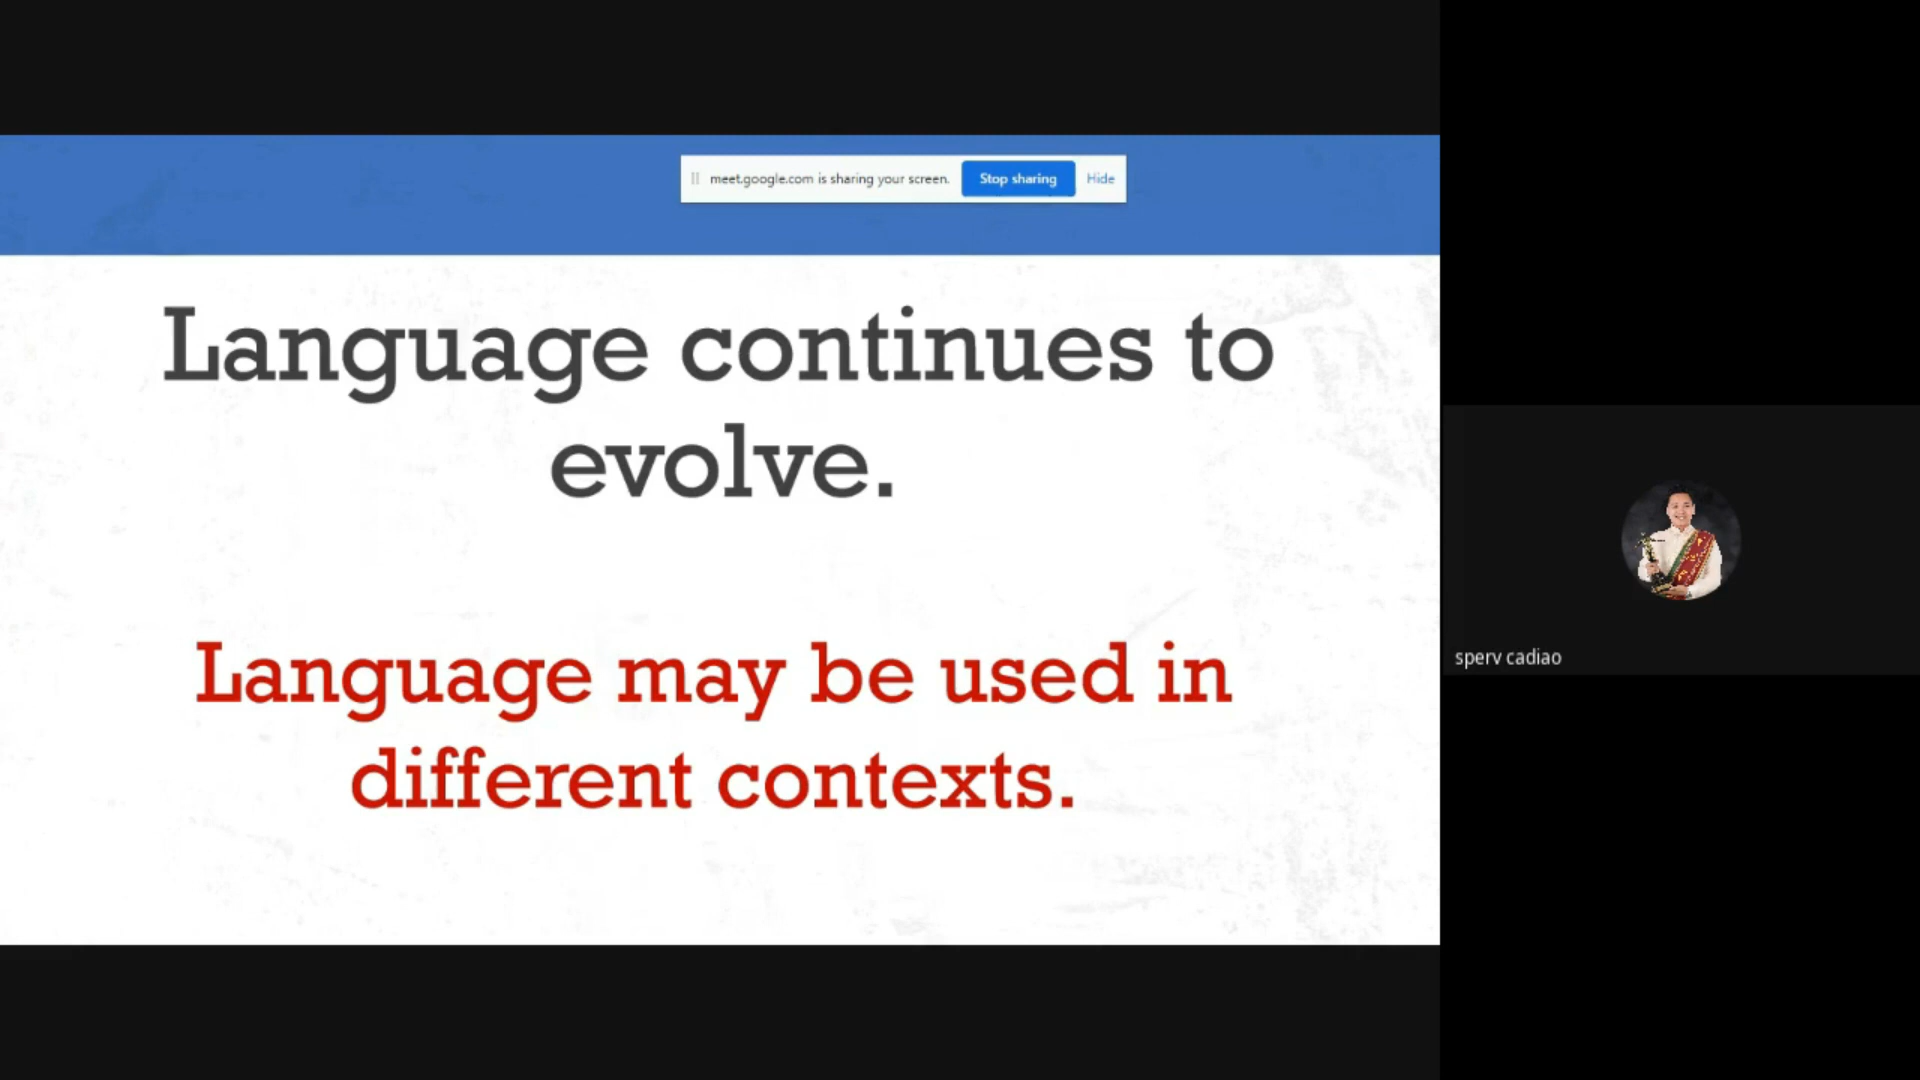 meet.google.com is sharing your screen. Stop sharing Hide
Language continues to
evolve.
Language may be used in
different contexts.
sperv cadiao